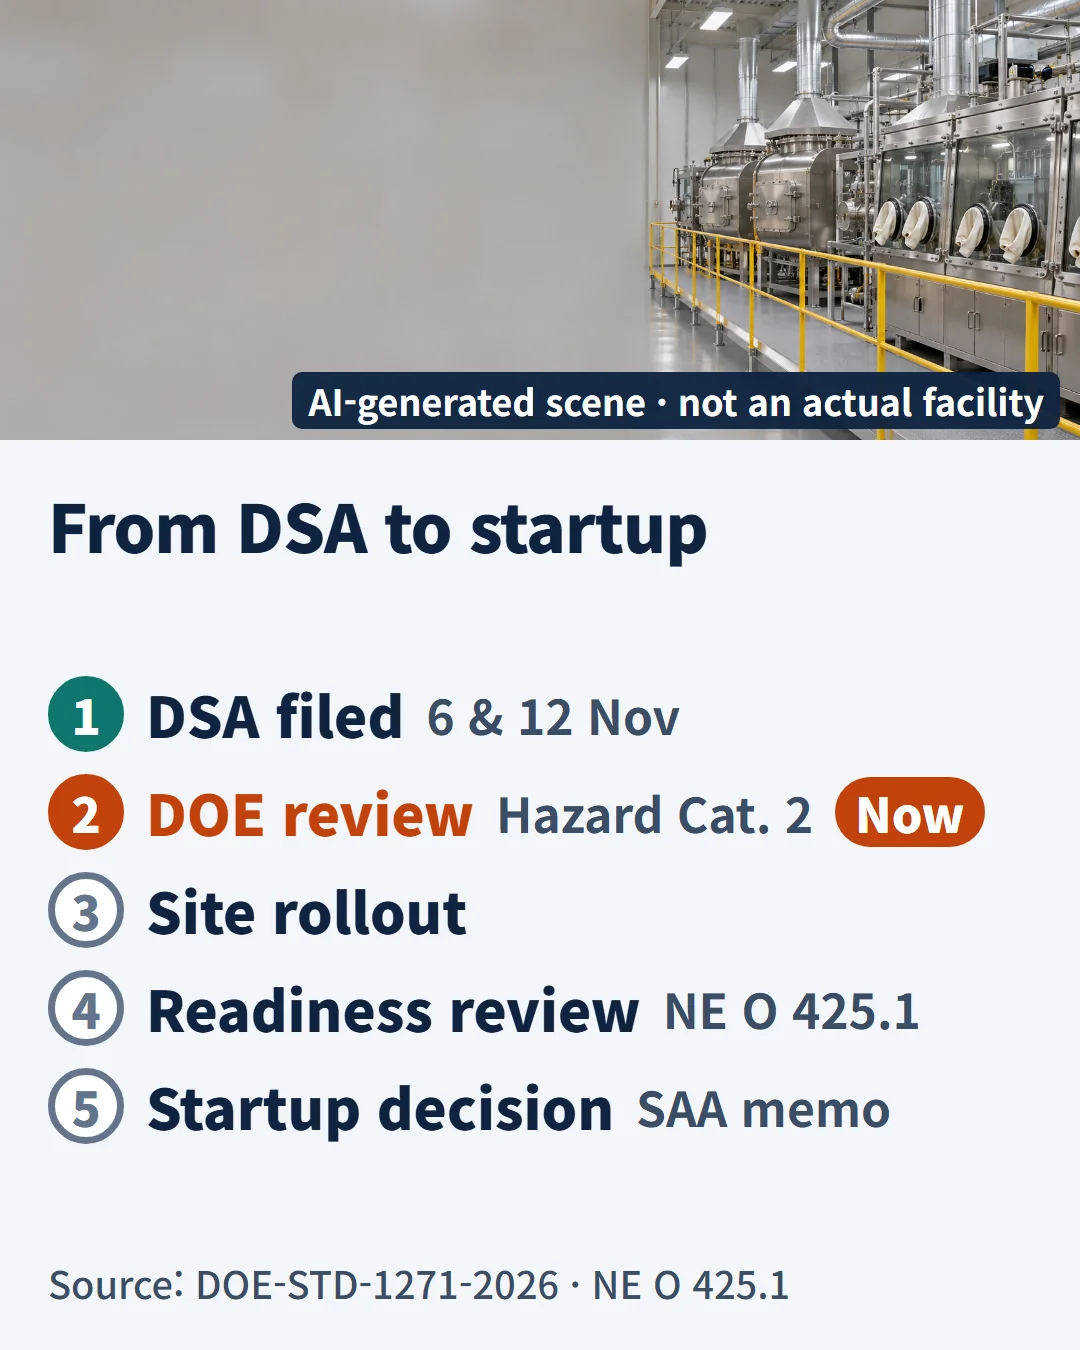 AI-generated scene · not an actual facility
From DSA to startup
1 DSA filed 6 & 12 Nov
2 DOE review Hazard Cat. 2 Now
3 Site rollout
4 Readiness review NE O 425.1
5 Startup decision SAA memo
Source: DOE-STD-1271-2026 · NE O 425.1